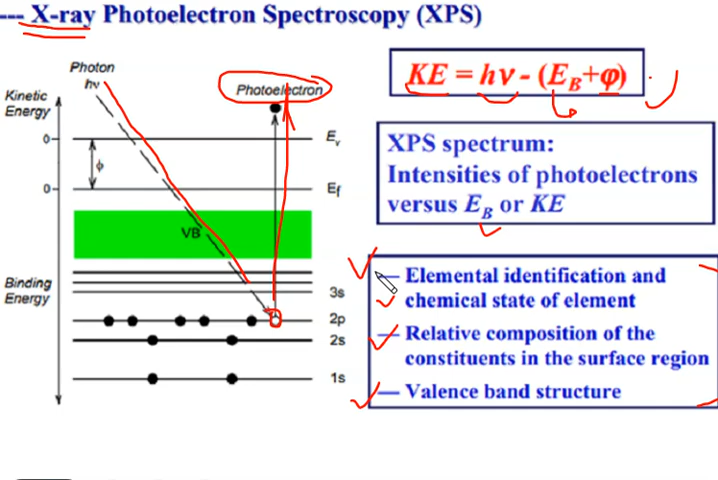 --- X-ray Photoelectron Spectroscopy (XPS)
Photon
hν
Photoelectron
Kinetic
Energy
0
Ev
ϕ
0
Ef
VB
Binding
Energy
3s
2p
2s
1s
KE = hν - (EB+φ)
XPS spectrum:
Intensities of photoelectrons
versus EB or KE
— Elemental identification and
chemical state of element
— Relative composition of the
constituents in the surface region
— Valence band structure